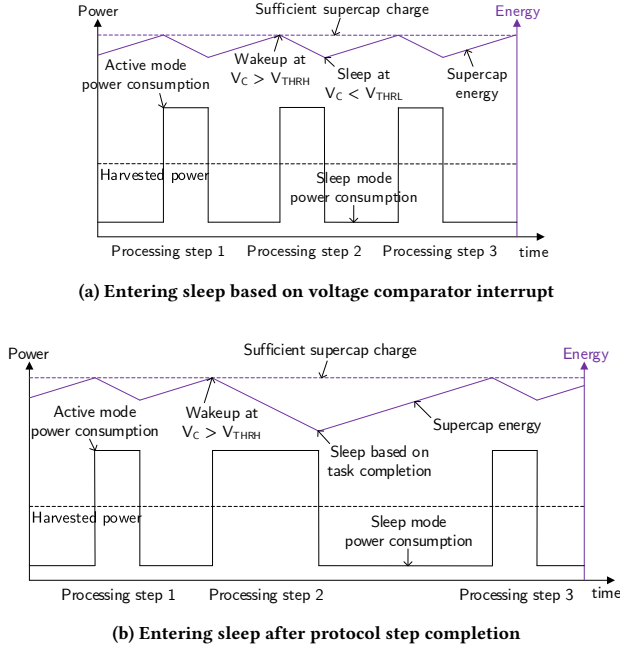 Power
Sufficient supercap charge
Energy
Active mode
power consumption
Wakeup at
V_C > V_THRH
Sleep at
V_C < V_THRL
Supercap
energy
Harvested power
Sleep mode
power consumption
Processing step 1
Processing step 2
Processing step 3
time
(a) Entering sleep based on voltage comparator interrupt
Power
Sufficient supercap charge
Energy
Active mode
power consumption
Wakeup at
V_C > V_THRH
Sleep based on
task completion
Supercap energy
Harvested power
Sleep mode
power consumption
Processing step 1
Processing step 2
Processing step 3
time
(b) Entering sleep after protocol step completion